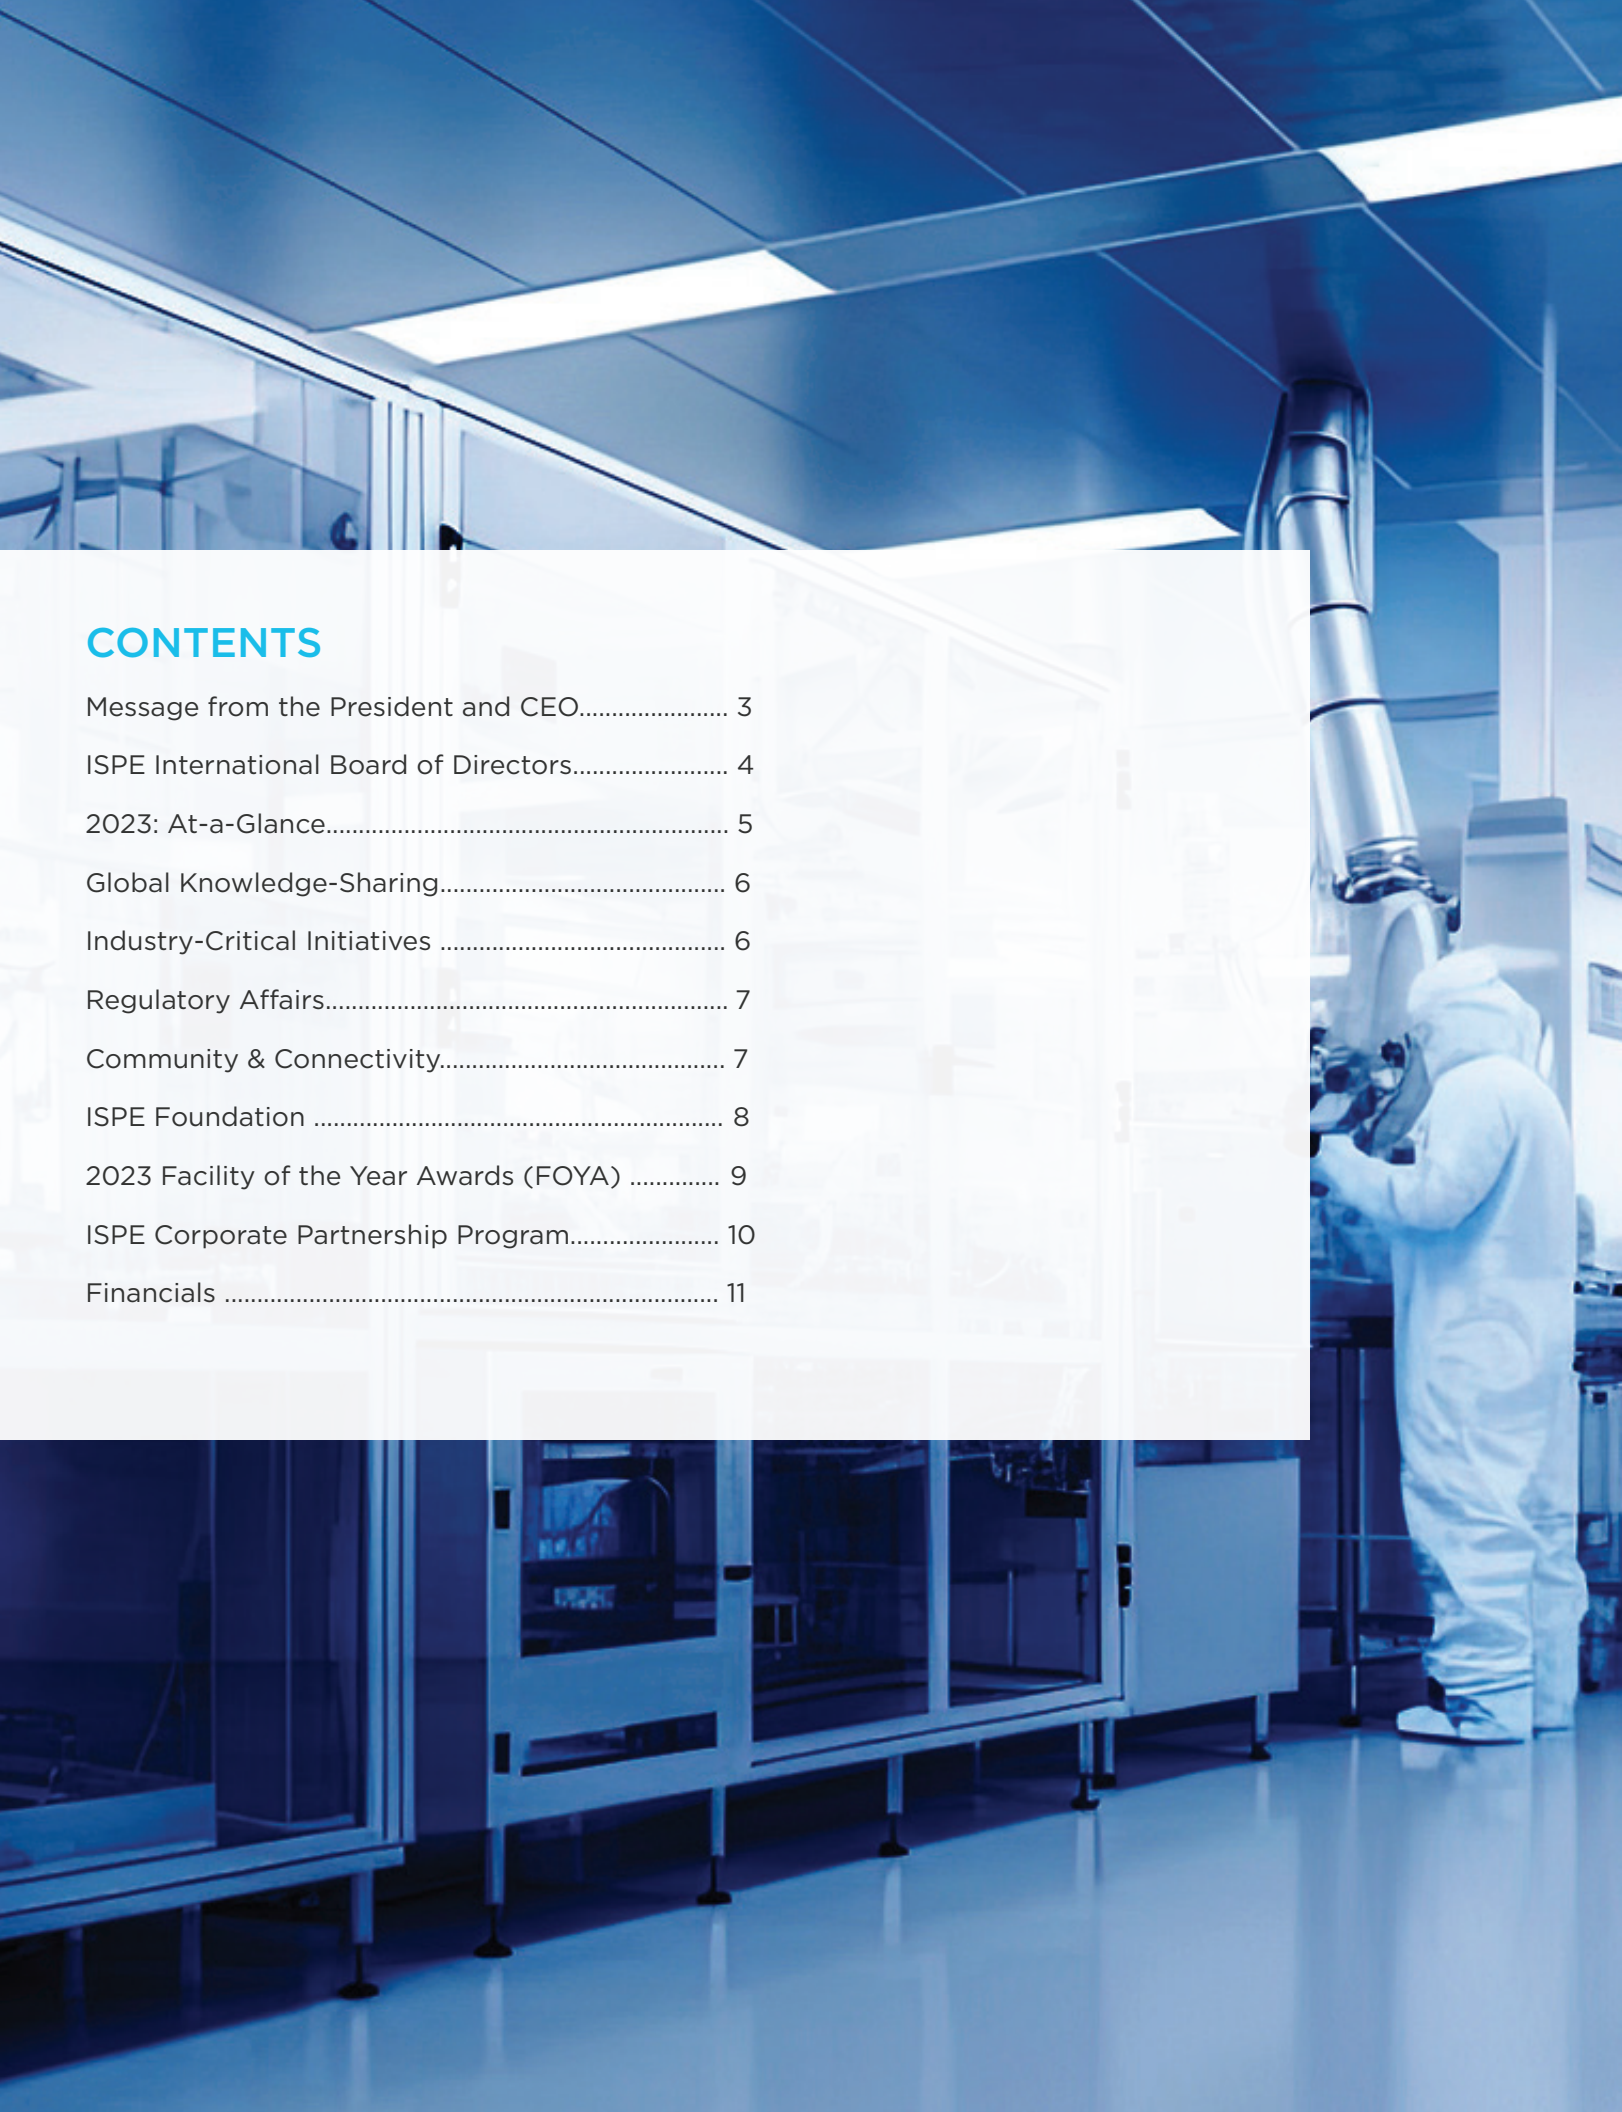 CONTENTS
Message from the President and CEO....................... 3
ISPE International Board of Directors........................ 4
2023: At-a-Glance.............................................................. 5
Global Knowledge-Sharing............................................ 6
Industry-Critical Initiatives ............................................ 6
Regulatory Affairs.............................................................. 7
Community & Connectivity............................................ 7
ISPE Foundation ............................................................... 8
2023 Facility of the Year Awards (FOYA) .............. 9
ISPE Corporate Partnership Program....................... 10
Financials ............................................................................ 11